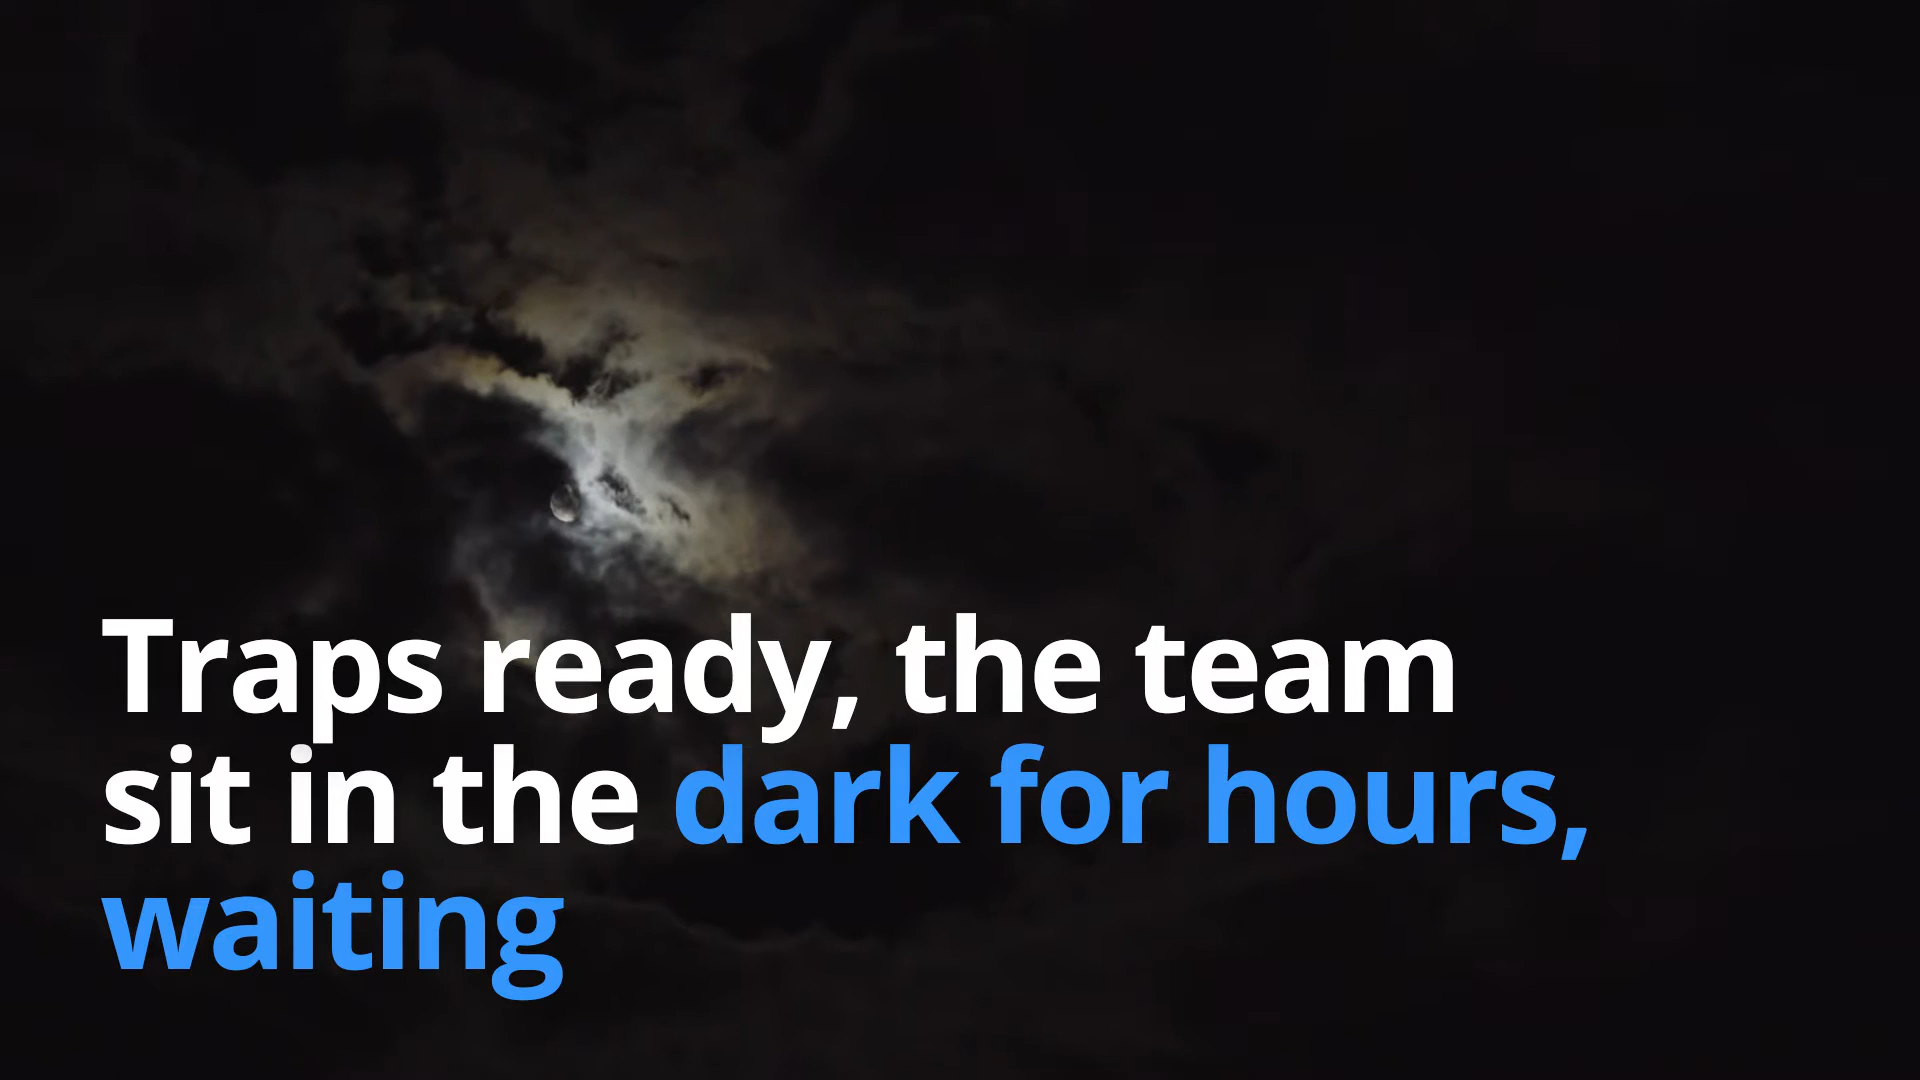 Traps ready, the team
sit in the dark for hours,
waiting